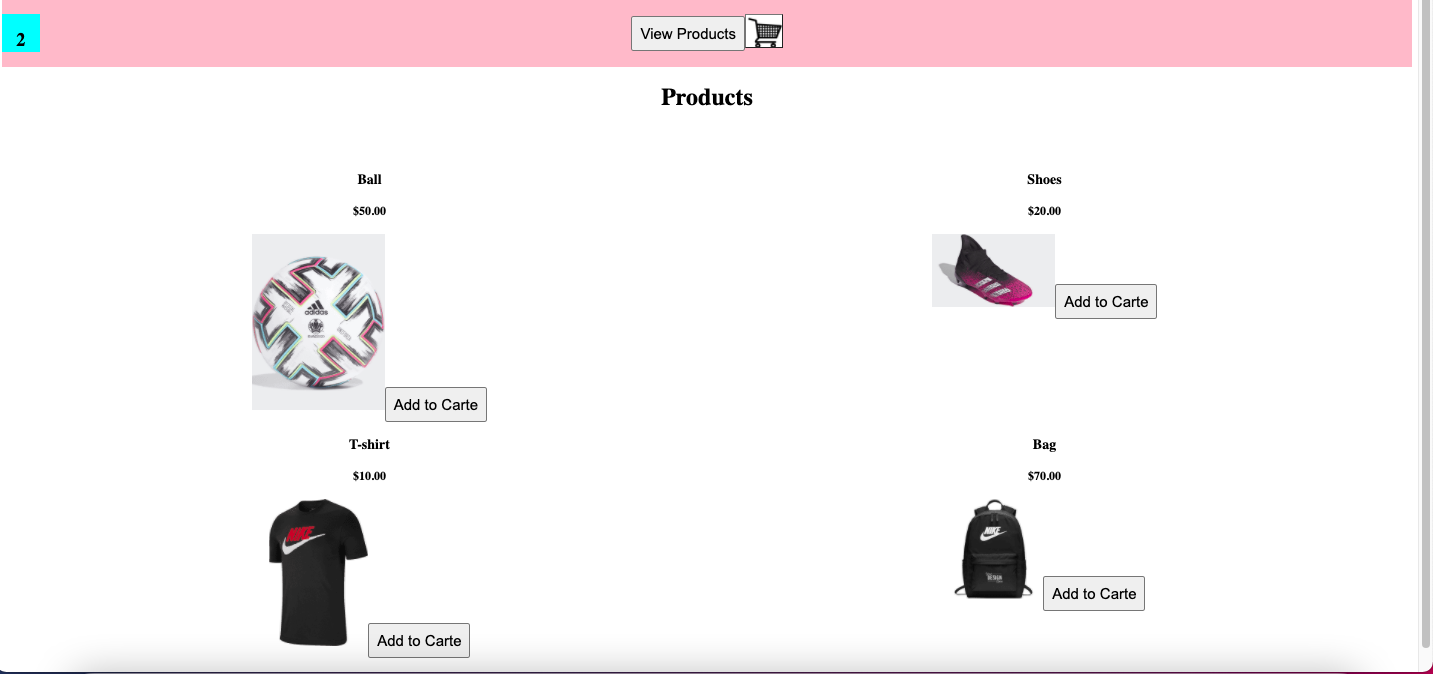 2
View Products
Products
Ball
$50.00
adidas
Add to Carte
Shoes
$20.00
Add to Carte
T-shirt
$10.00
NIKE
Add to Carte
Bag
$70.00
NIKE
Add to Carte